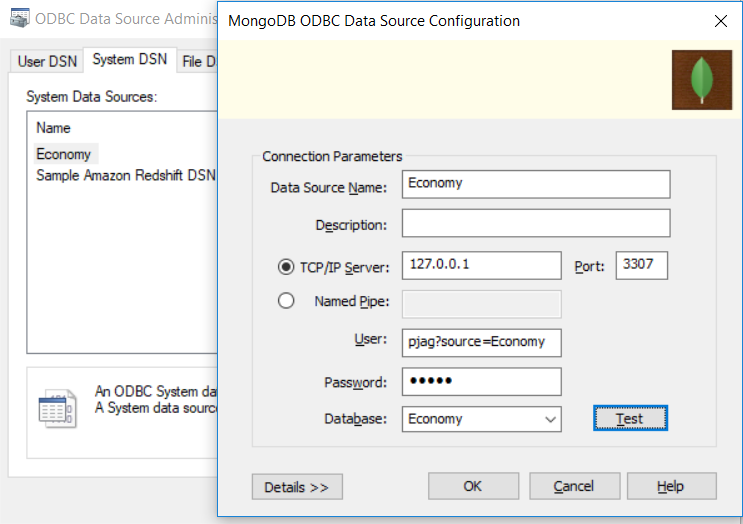 ODBC Data Source Adminis
User DSN
System DSN
File D
System Data Sources:
Name
Economy
Sample Amazon Redshift DSN
An ODBC System dat
A System data source
MongoDB ODBC Data Source Configuration
Connection Parameters
Data Source Name: Economy
Description:
TCP/IP Server: 127.0.0.1 Port: 3307
Named Pipe:
User: pjag?source=Economy
Password: •••••
Database: Economy Test
Details >> OK Cancel Help